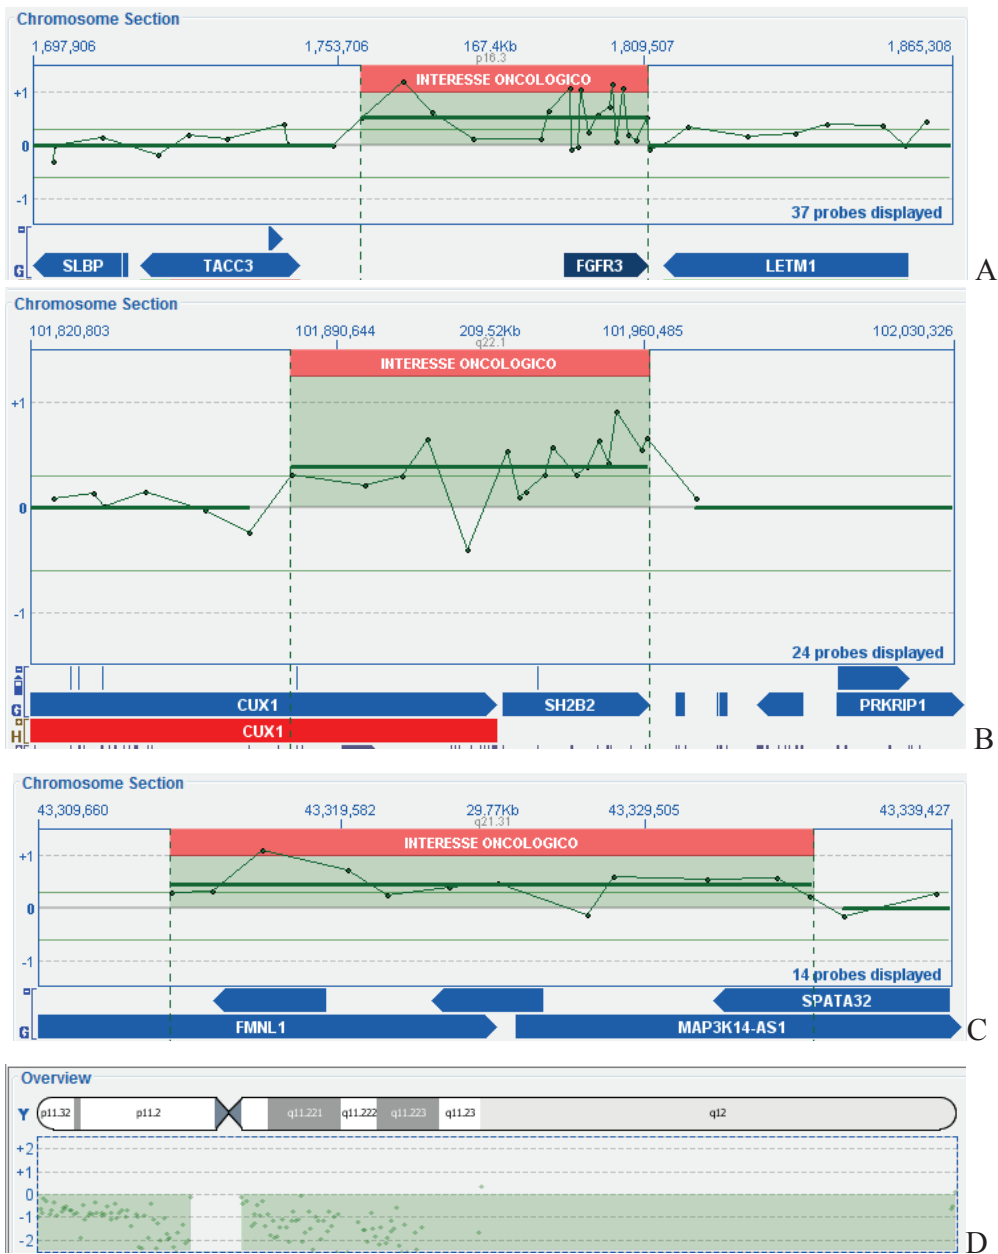 Chromosome Section
1,697,906 1,753,706 167.4Kb 1,809,507 1,865,308
p16.3
INTERESSE ONCOLOGICO
+1
0
-1
37 probes displayed
G SLBP TACC3 FGFR3 LETM1
A
Chromosome Section
101,820,803 101,890,644 209.52Kb 101,960,485 102,030,326
q22.1
INTERESSE ONCOLOGICO
+1
0
-1
24 probes displayed
G CUX1 SH2B2 PRKRIP1
H CUX1
B
Chromosome Section
43,309,660 43,319,582 29.77Kb 43,329,505 43,339,427
q21.31
INTERESSE ONCOLOGICO
+1
0
-1
14 probes displayed
SPATA32
G FMNL1 MAP3K14-AS1
C
Overview
Y p11.32 p11.2 q11.221 q11.222 q11.223 q11.23 q12
+2
+1
0
-1
-2
D